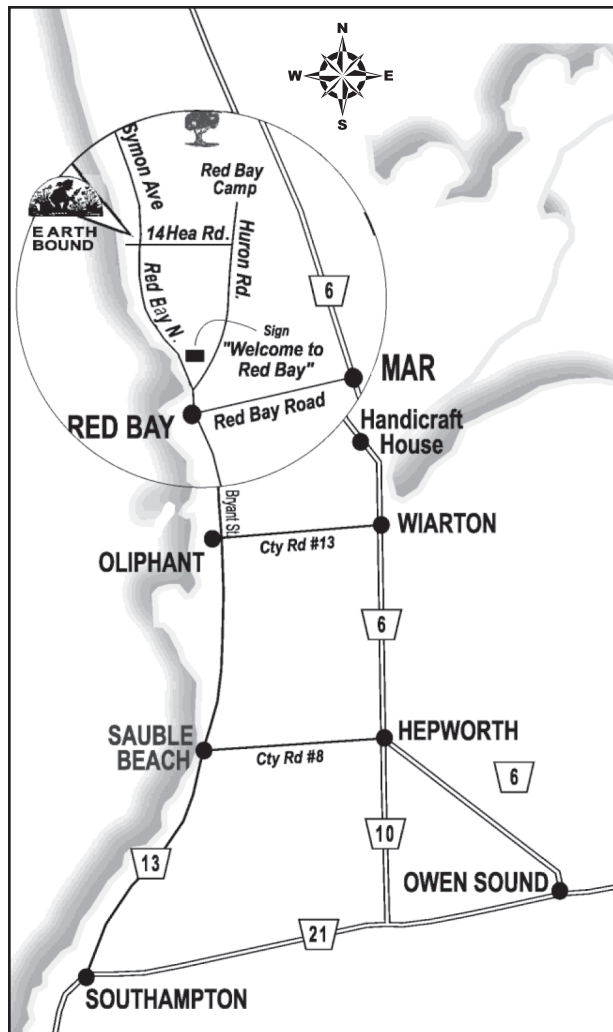 N
W E
S
Symon Ave
Red Bay
Camp
EARTH
BOUND
14Hea Rd.
Huron Rd.
Red Bay N.
6
Sign
"Welcome to
Red Bay"
MAR
RED BAY
Red Bay Road
Handicraft
House
Bryant St.
WIARTON
OLIPHANT
Cty Rd #13
6
SAUBLE
BEACH
HEPWORTH
Cty Rd #8
6
13
10
OWEN SOUND
21
SOUTHAMPTON